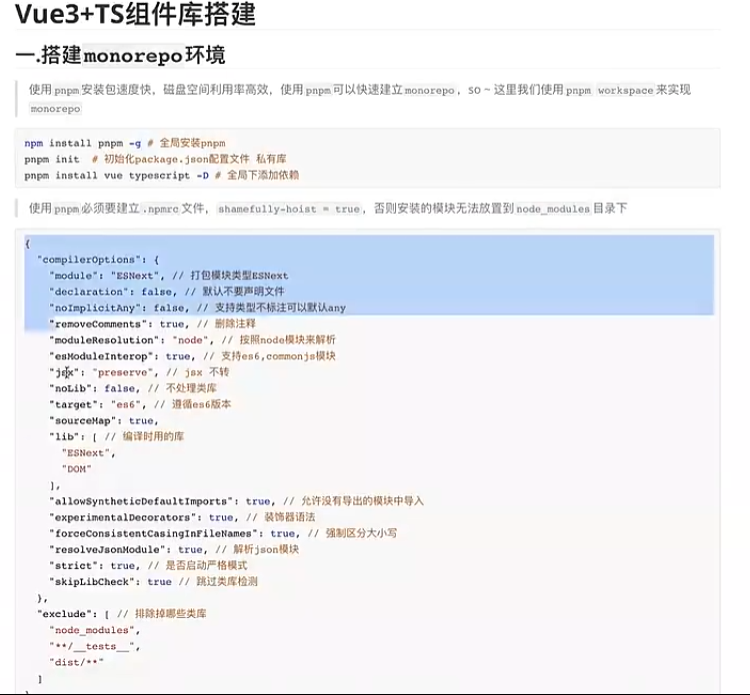 Vue3+TS组件库搭建
一.搭建monorepo环境
使用pnpm安装包速度快，磁盘空间利用率高效，使用pnpm可以快速建立monorepo，so ~ 这里我们使用pnpm workspace来实现
monorepo
npm install pnpm -g # 全局安装pnpm
pnpm init  # 初始化package.json配置文件 私有库
pnpm install vue typescript -D # 全局下添加依赖
使用pnpm必须要建立.npmrc文件，shamefully-hoist = true，否则安装的模块无法放置到node_modules目录下
{
  "compilerOptions": {
    "module": "ESNext", // 打包模块类型ESNext
    "declaration": false, // 默认不要声明文件
    "noImplicitAny": false, // 支持类型不标注可以默认any
    "removeComments": true, // 删除注释
    "moduleResolution": "node", // 按照node模块来解析
    "esModuleInterop": true, // 支持es6,commonjs模块
    "jsx": "preserve", // jsx 不转
    "noLib": false, // 不处理类库
    "target": "es6", // 遵循es6版本
    "sourceMap": true,
    "lib": [ // 编译时用的库
      "ESNext",
      "DOM"
    ],
    "allowSyntheticDefaultImports": true, // 允许没有导出的模块中导入
    "experimentalDecorators": true, // 装饰器语法
    "forceConsistentCasingInFileNames": true, // 强制区分大小写
    "resolveJsonModule": true, // 解析json模块
    "strict": true, // 是否启动严格模式
    "skipLibCheck": true // 跳过类库检测
  },
  "exclude": [ // 排除掉哪些类库
    "node_modules",
    "**/__tests__",
    "dist/**"
  ]